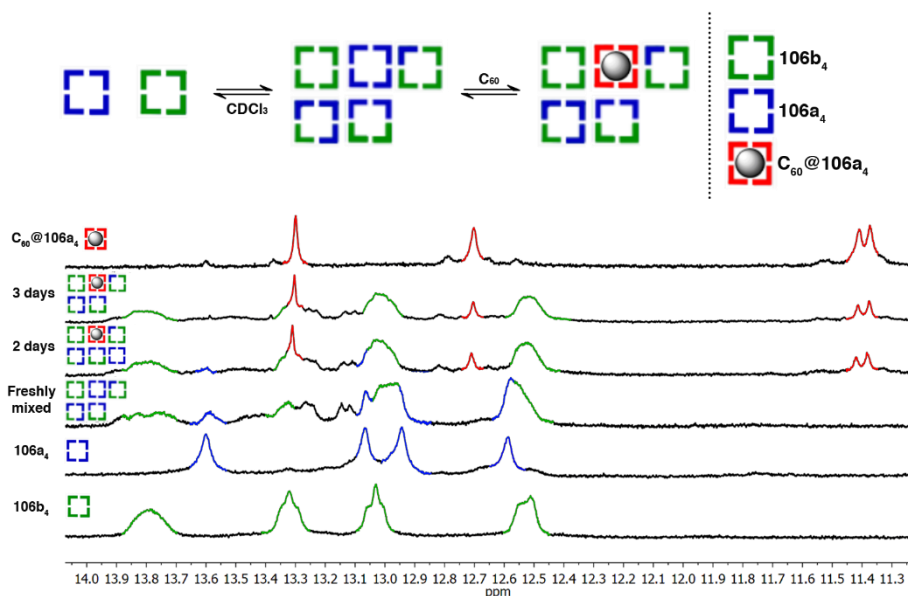 CDCl₃
C₆₀
106b₄
106a₄
C₆₀@106a₄
C₆₀@106a₄
3 days
2 days
Freshly
mixed
106a₄
106b₄
14.0 13.9 13.8 13.7 13.6 13.5 13.4 13.3 13.2 13.1 13.0 12.9 12.8 12.7 12.6 12.5 12.4 12.3 12.2 12.1 12.0 11.9 11.8 11.7 11.6 11.5 11.4 11.3
ppm